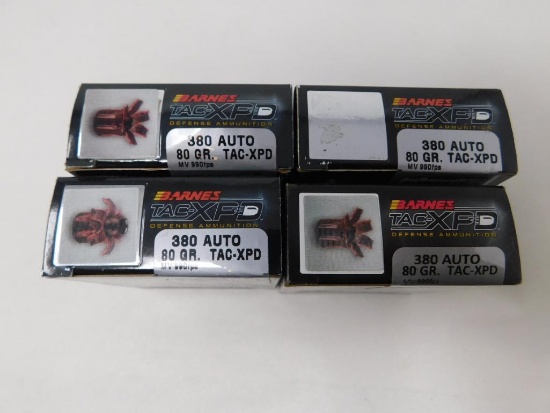 BARNES
TAC-XPD
DEFENSE AMMUNITION
380 AUTO
80 GR. TAC-XPD
MV 990fps
BARNES
TAC-XPD
DEFENSE AMMUNITION
380 AUTO
80 GR. TAC-XPD
BARNES
TAC-XPD
DEFENSE AMMUNITION
380 AUTO
80 GR. TAC-XPD
MV 990fps
BARNES
TAC-XPD
DEFENSE AMMUNITION
380 AUTO
80 GR. TAC-XPD